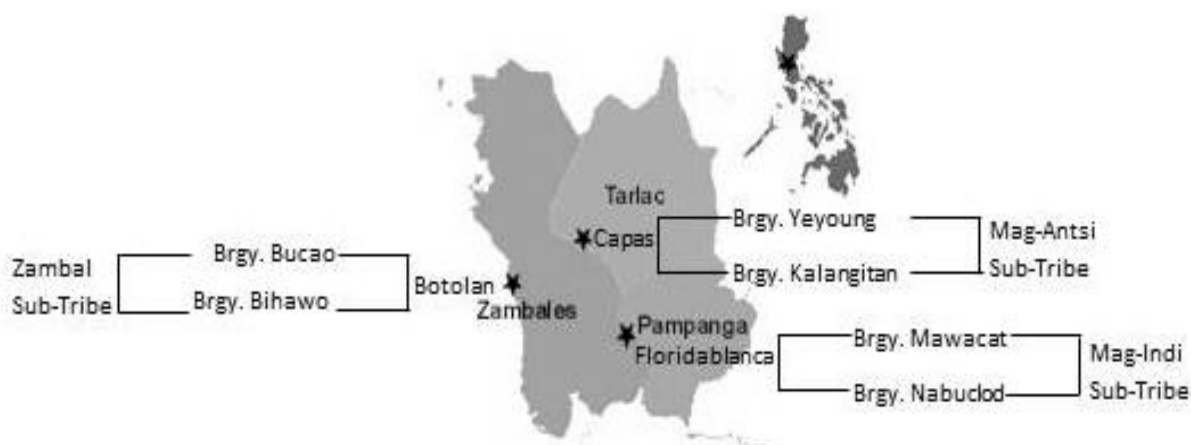 Tarlac
Capas
Brgy. Yeyoung
Brgy. Kalangitan
Mag-Antsi
Sub-Tribe
Zambal
Sub-Tribe
Brgy. Bucao
Brgy. Bihawo
Botolan
Zambales
Pampanga
Floridablanca
Brgy. Mawacat
Brgy. Nabuclod
Mag-Indi
Sub-Tribe